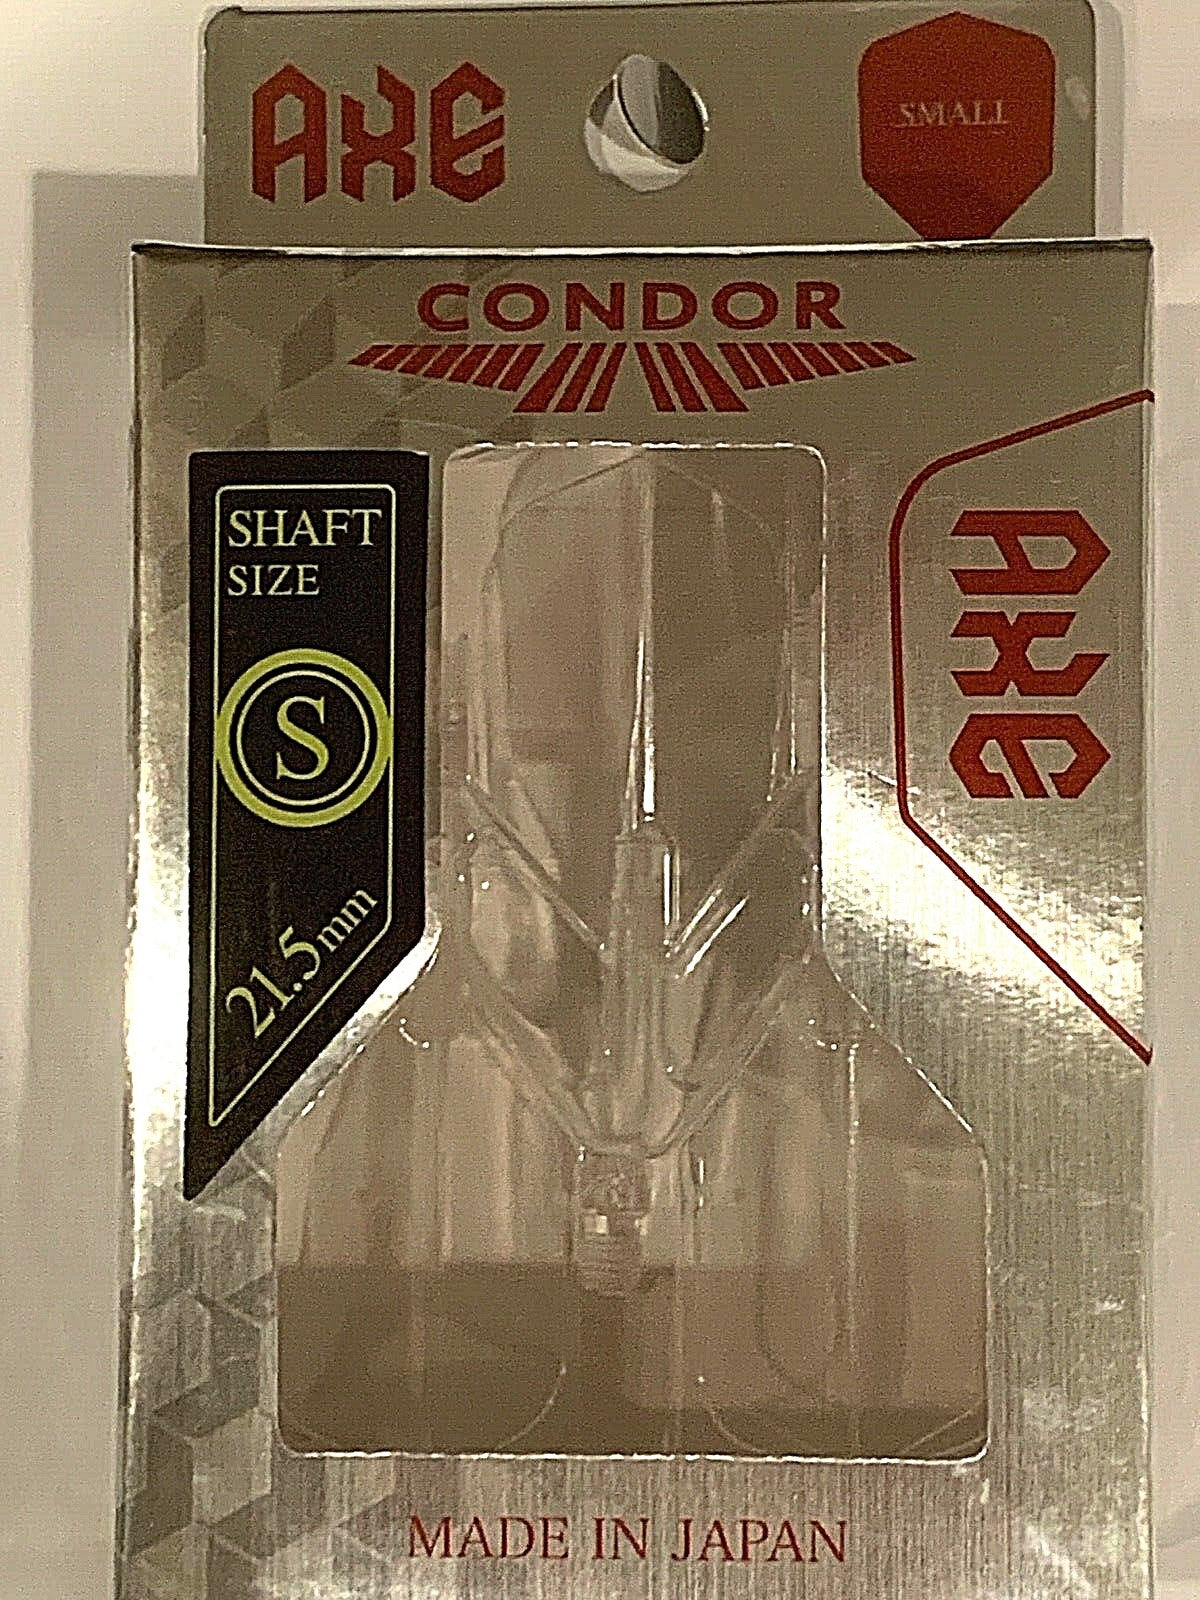 AXE
SMALL
CONDOR
SHAFT
SIZE
S
21.5mm
AXE
MADE IN JAPAN